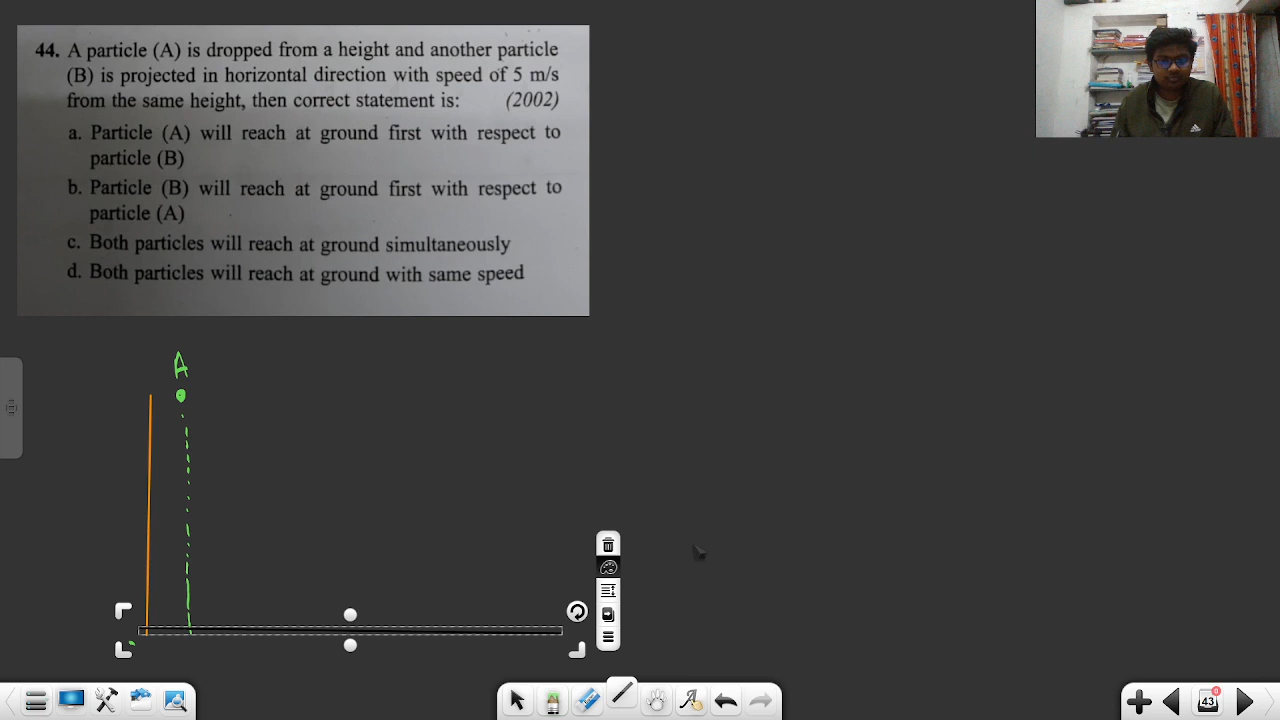 44. A particle (A) is dropped from a height and another particle
(B) is projected in horizontal direction with speed of 5 m/s
from the same height, then correct statement is: (2002)
a. Particle (A) will reach at ground first with respect to
particle (B)
b. Particle (B) will reach at ground first with respect to
particle (A)
c. Both particles will reach at ground simultaneously
d. Both particles will reach at ground with same speed
A
43
0